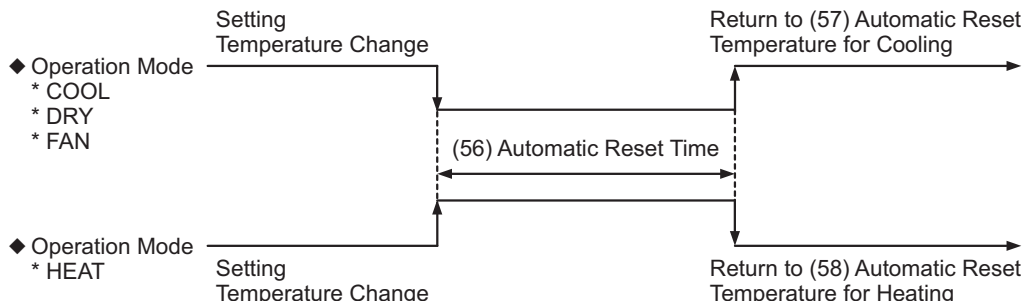 Setting
Temperature Change
Return to (57) Automatic Reset
Temperature for Cooling
◆ Operation Mode
* COOL
* DRY
* FAN
(56) Automatic Reset Time
◆ Operation Mode
* HEAT
Setting
Temperature Change
Return to (58) Automatic Reset
Temperature for Heating